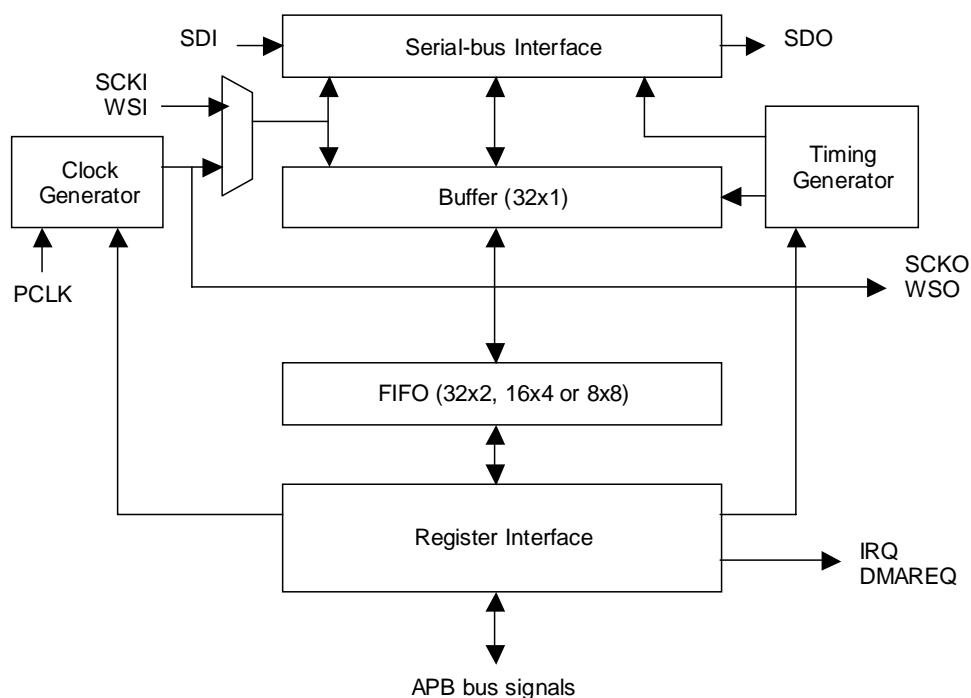 SDI
Serial-bus Interface
SDO
SCKI
WSI
Clock
Generator
Timing
Generator
Buffer (32x1)
PCLK
SCKO
WSO
FIFO (32x2, 16x4 or 8x8)
Register Interface
IRQ
DMAREQ
APB bus signals